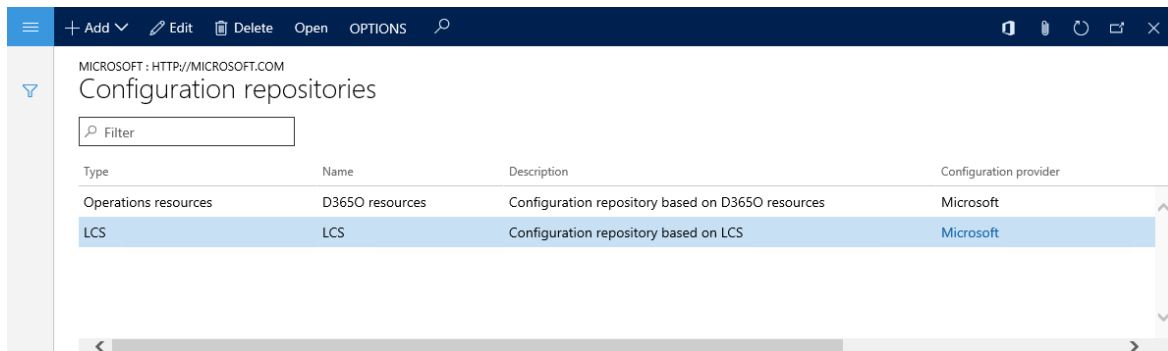 Add Edit Delete Open OPTIONS
MICROSOFT : HTTP://MICROSOFT.COM
Configuration repositories
Filter
Type Name Description Configuration provider
Operations resources D365O resources Configuration repository based on D365O resources Microsoft
LCS LCS Configuration repository based on LCS Microsoft